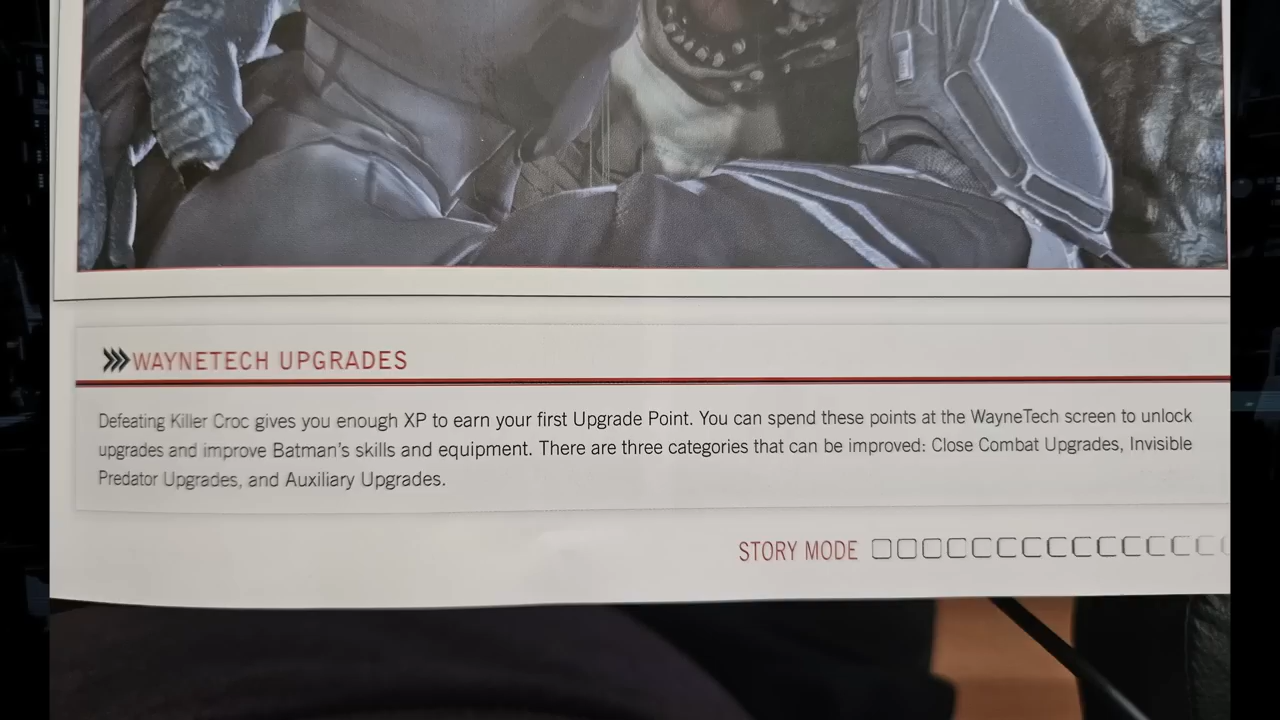 WAYNETECH UPGRADES
Defeating Killer Croc gives you enough XP to earn your first Upgrade Point. You can spend these points at the WayneTech screen to unlock
upgrades and improve Batman's skills and equipment. There are three categories that can be improved: Close Combat Upgrades, Invisible
Predator Upgrades, and Auxiliary Upgrades.
STORY MODE